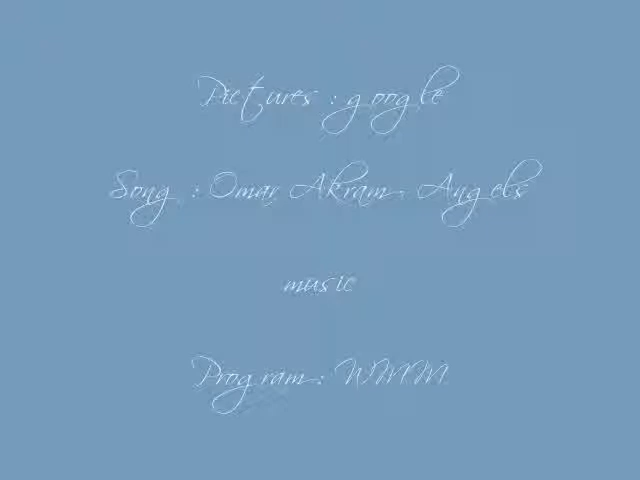 Pictures : google
Song : Omar Akram - Angels
music
Program : WMM